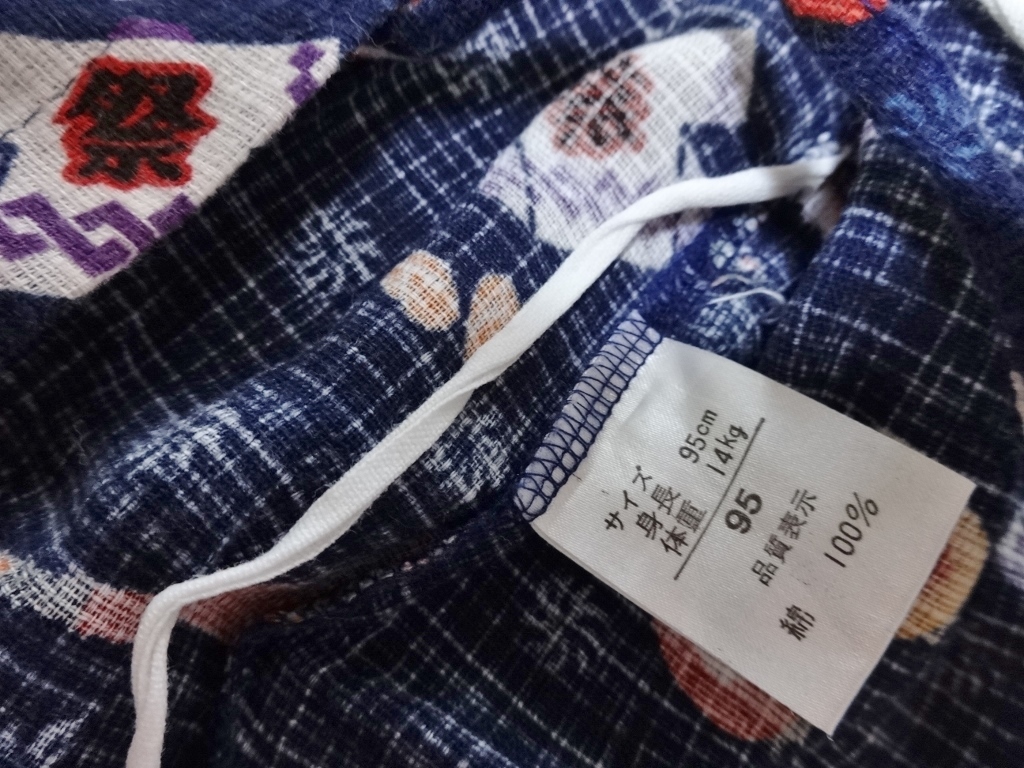 祭
祭
サイズ
身長 95cm
体重 14kg
95
品質表示
綿 100%